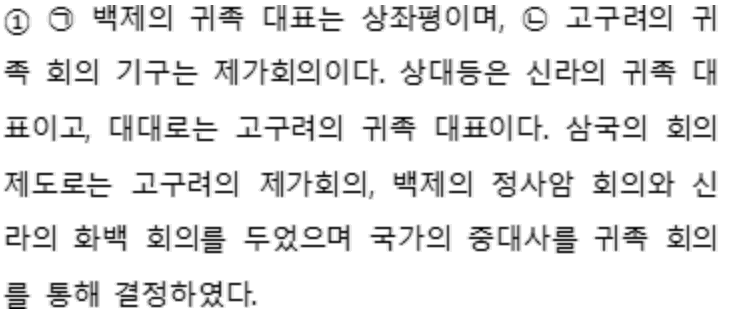 ① ㉠ 백제의 귀족 대표는 상좌평이며, ㉡ 고구려의 귀
족 회의 기구는 제가회의이다. 상대등은 신라의 귀족 대
표이고, 대대로는 고구려의 귀족 대표이다. 삼국의 회의
제도로는 고구려의 제가회의, 백제의 정사암 회의와 신
라의 화백 회의를 두었으며 국가의 중대사를 귀족 회의
를 통해 결정하였다.